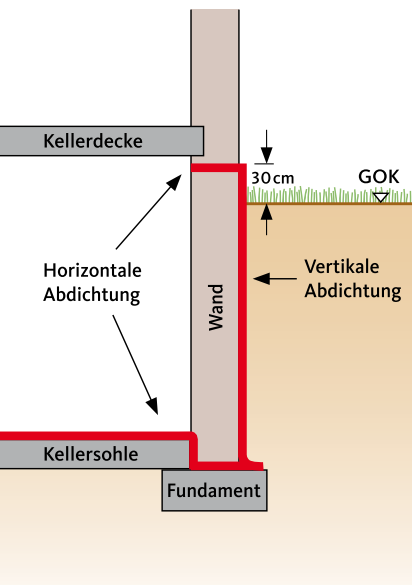 Kellerdecke
30 cm
GOK
Horizontale
Abdichtung
Vertikale
Abdichtung
Wand
Kellersohle
Fundament